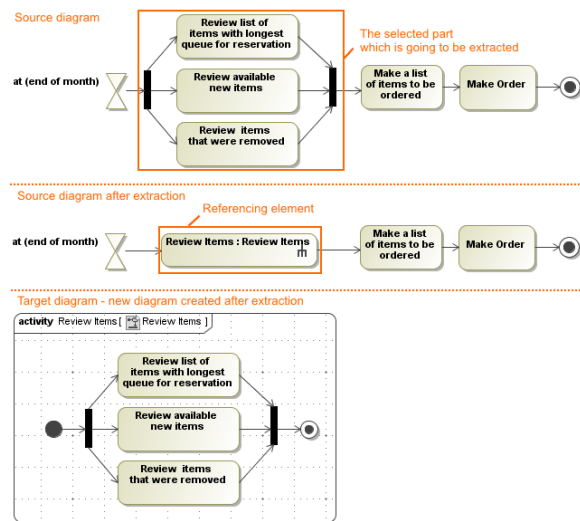 Source diagram
Review list of
items with longest
queue for reservation
The selected part
which is going to be extracted
at (end of month)
Review available
new items
Make a list
of items to be
ordered
Make Order
Review items
that were removed
Source diagram after extraction
Referencing element
at (end of month)
Review Items : Review Items
Make a list
of items to be
ordered
Make Order
Target diagram - new diagram created after extraction
activity Review Items [ Review Items ]
Review list of
items with longest
queue for reservation
Review available
new items
Review items
that were removed